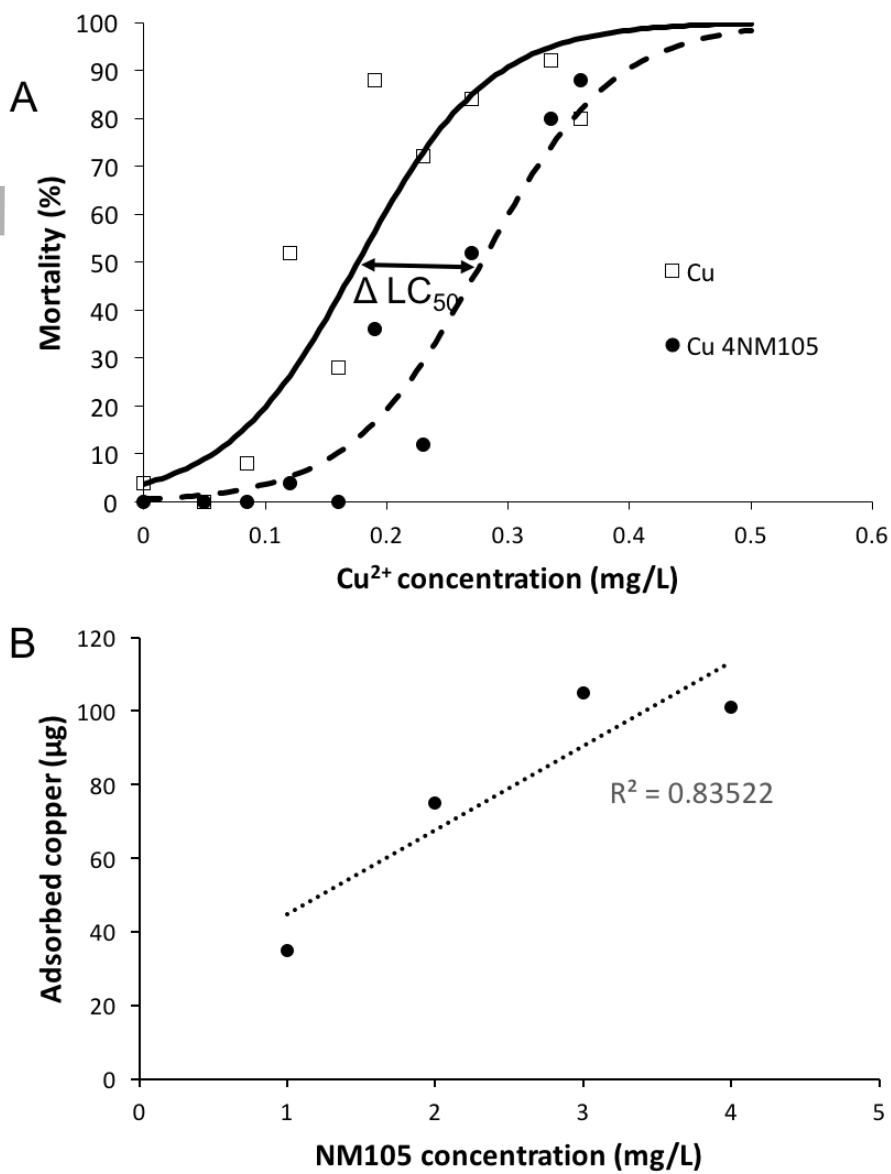 A
Mortality (%)
100
90
80
70
60
50
40
30
20
10
0
Δ LC₅₀
Cu
Cu 4NM105
0 0.1 0.2 0.3 0.4 0.5 0.6
Cu²⁺ concentration (mg/L)
B
Adsorbed copper (µg)
120
100
80
60
40
20
0
R² = 0.83522
0 1 2 3 4 5
NM105 concentration (mg/L)